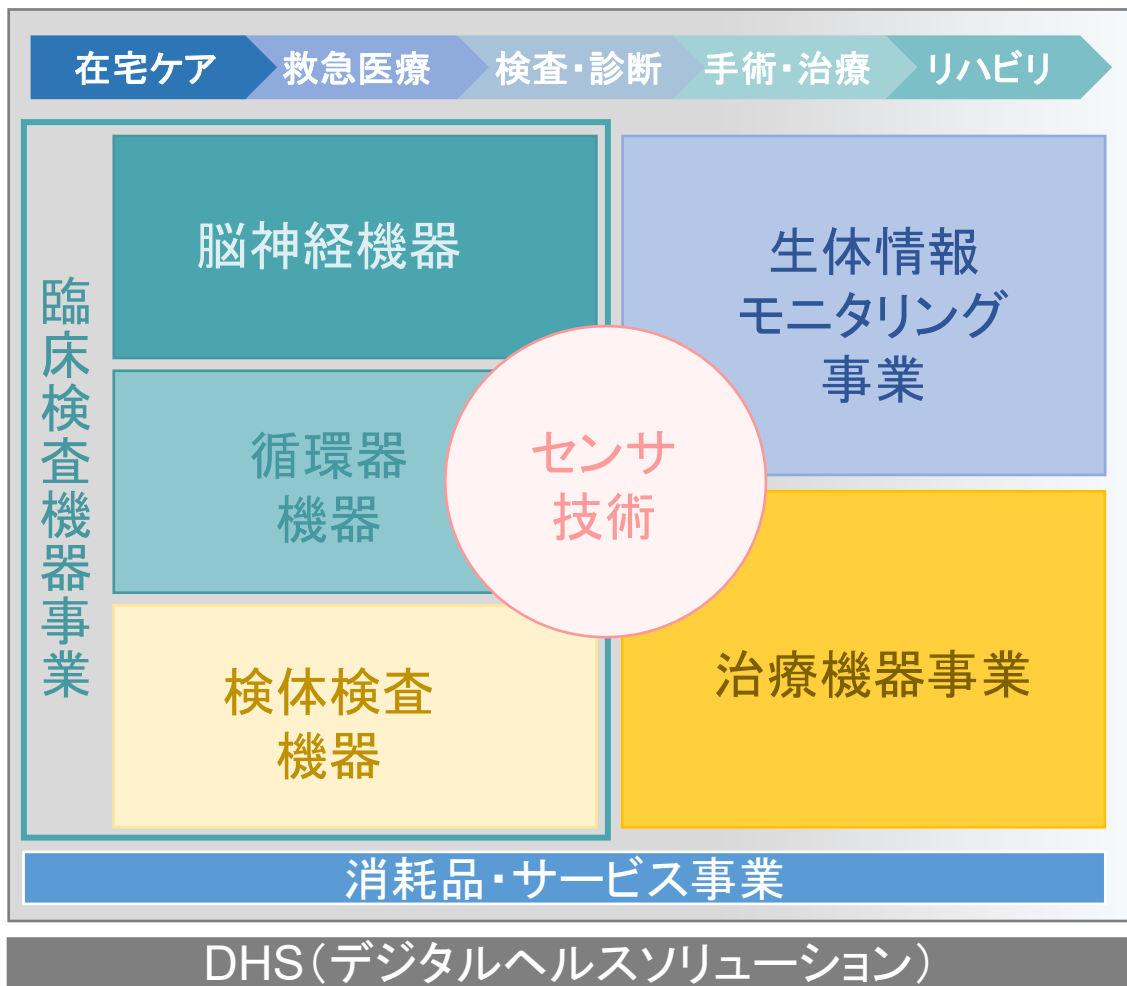 在宅ケア
救急医療
検査・診断
手術・治療
リハビリ
臨床検査機器事業
脳神経機器
循環器
機器
検体検査
機器
センサ
技術
生体情報
モニタリング
事業
治療機器事業
消耗品・サービス事業
DHS(デジタルヘルスソリューション)